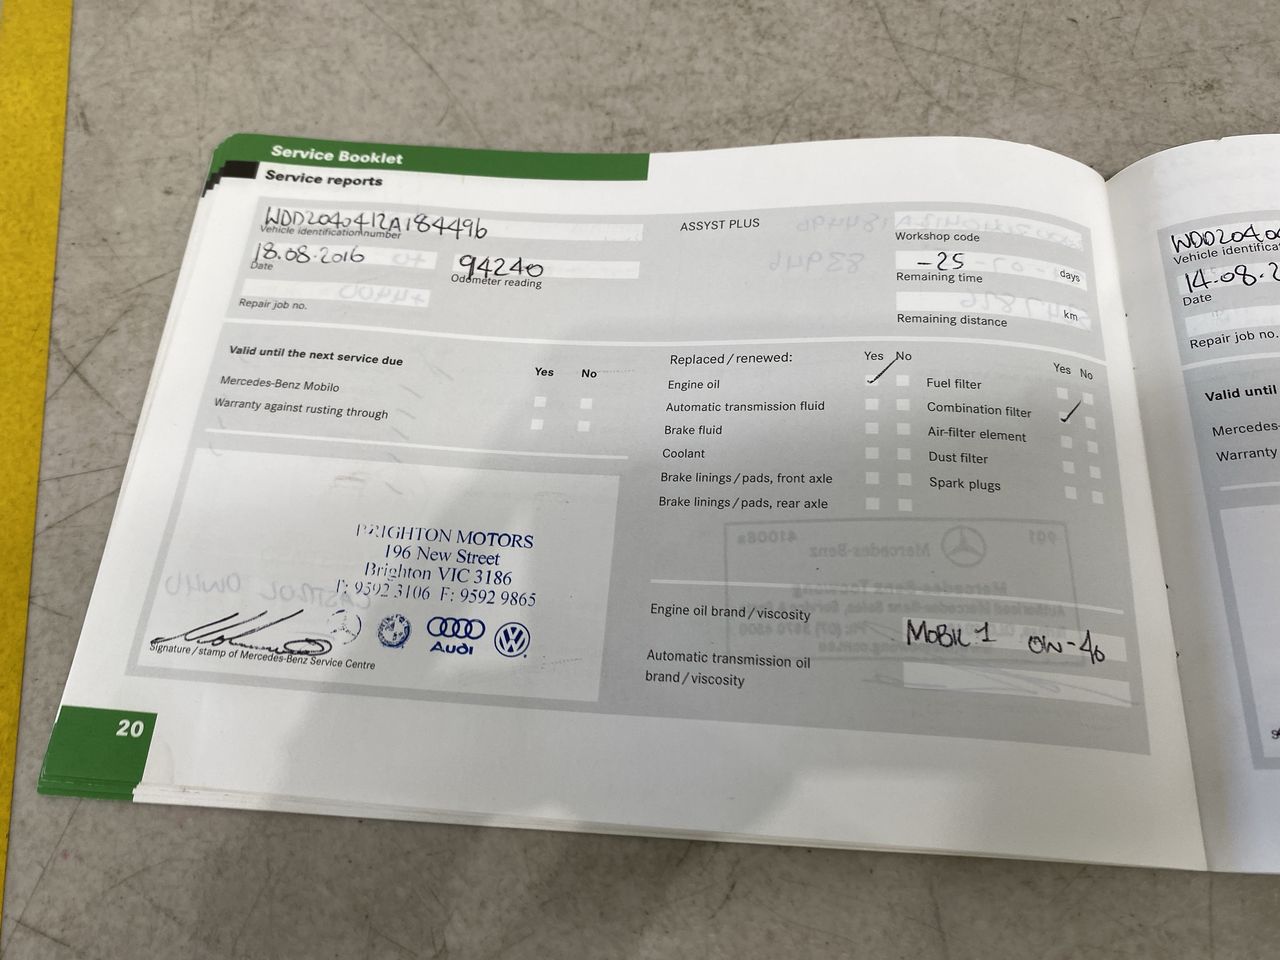 Service Booklet
Service reports
WDD2040412A184496
Vehicle identification number
18.08.2016
Date
94240
Odometer reading
Repair job no.
ASSYST PLUS
Workshop code
-25 days
Remaining time
km
Remaining distance
Valid until the next service due
Yes No
Mercedes-Benz Mobilo
Warranty against rusting through
Replaced / renewed: Yes No
Engine oil
Automatic transmission fluid
Brake fluid
Coolant
Brake linings / pads, front axle
Brake linings / pads, rear axle
Yes No
Fuel filter
Combination filter
Air-filter element
Dust filter
Spark plugs
BRIGHTON MOTORS
196 New Street
Brighton VIC 3186
P: 9592 3106 F: 9592 9865
Audi
Signature / stamp of Mercedes-Benz Service Centre
Engine oil brand / viscosity
MOBIL 1 0W-40
Automatic transmission oil
brand / viscosity
20
WDD2040
Vehicle identifica
14.08.2
Date
Repair job no.
Valid until
Mercedes-
Warranty